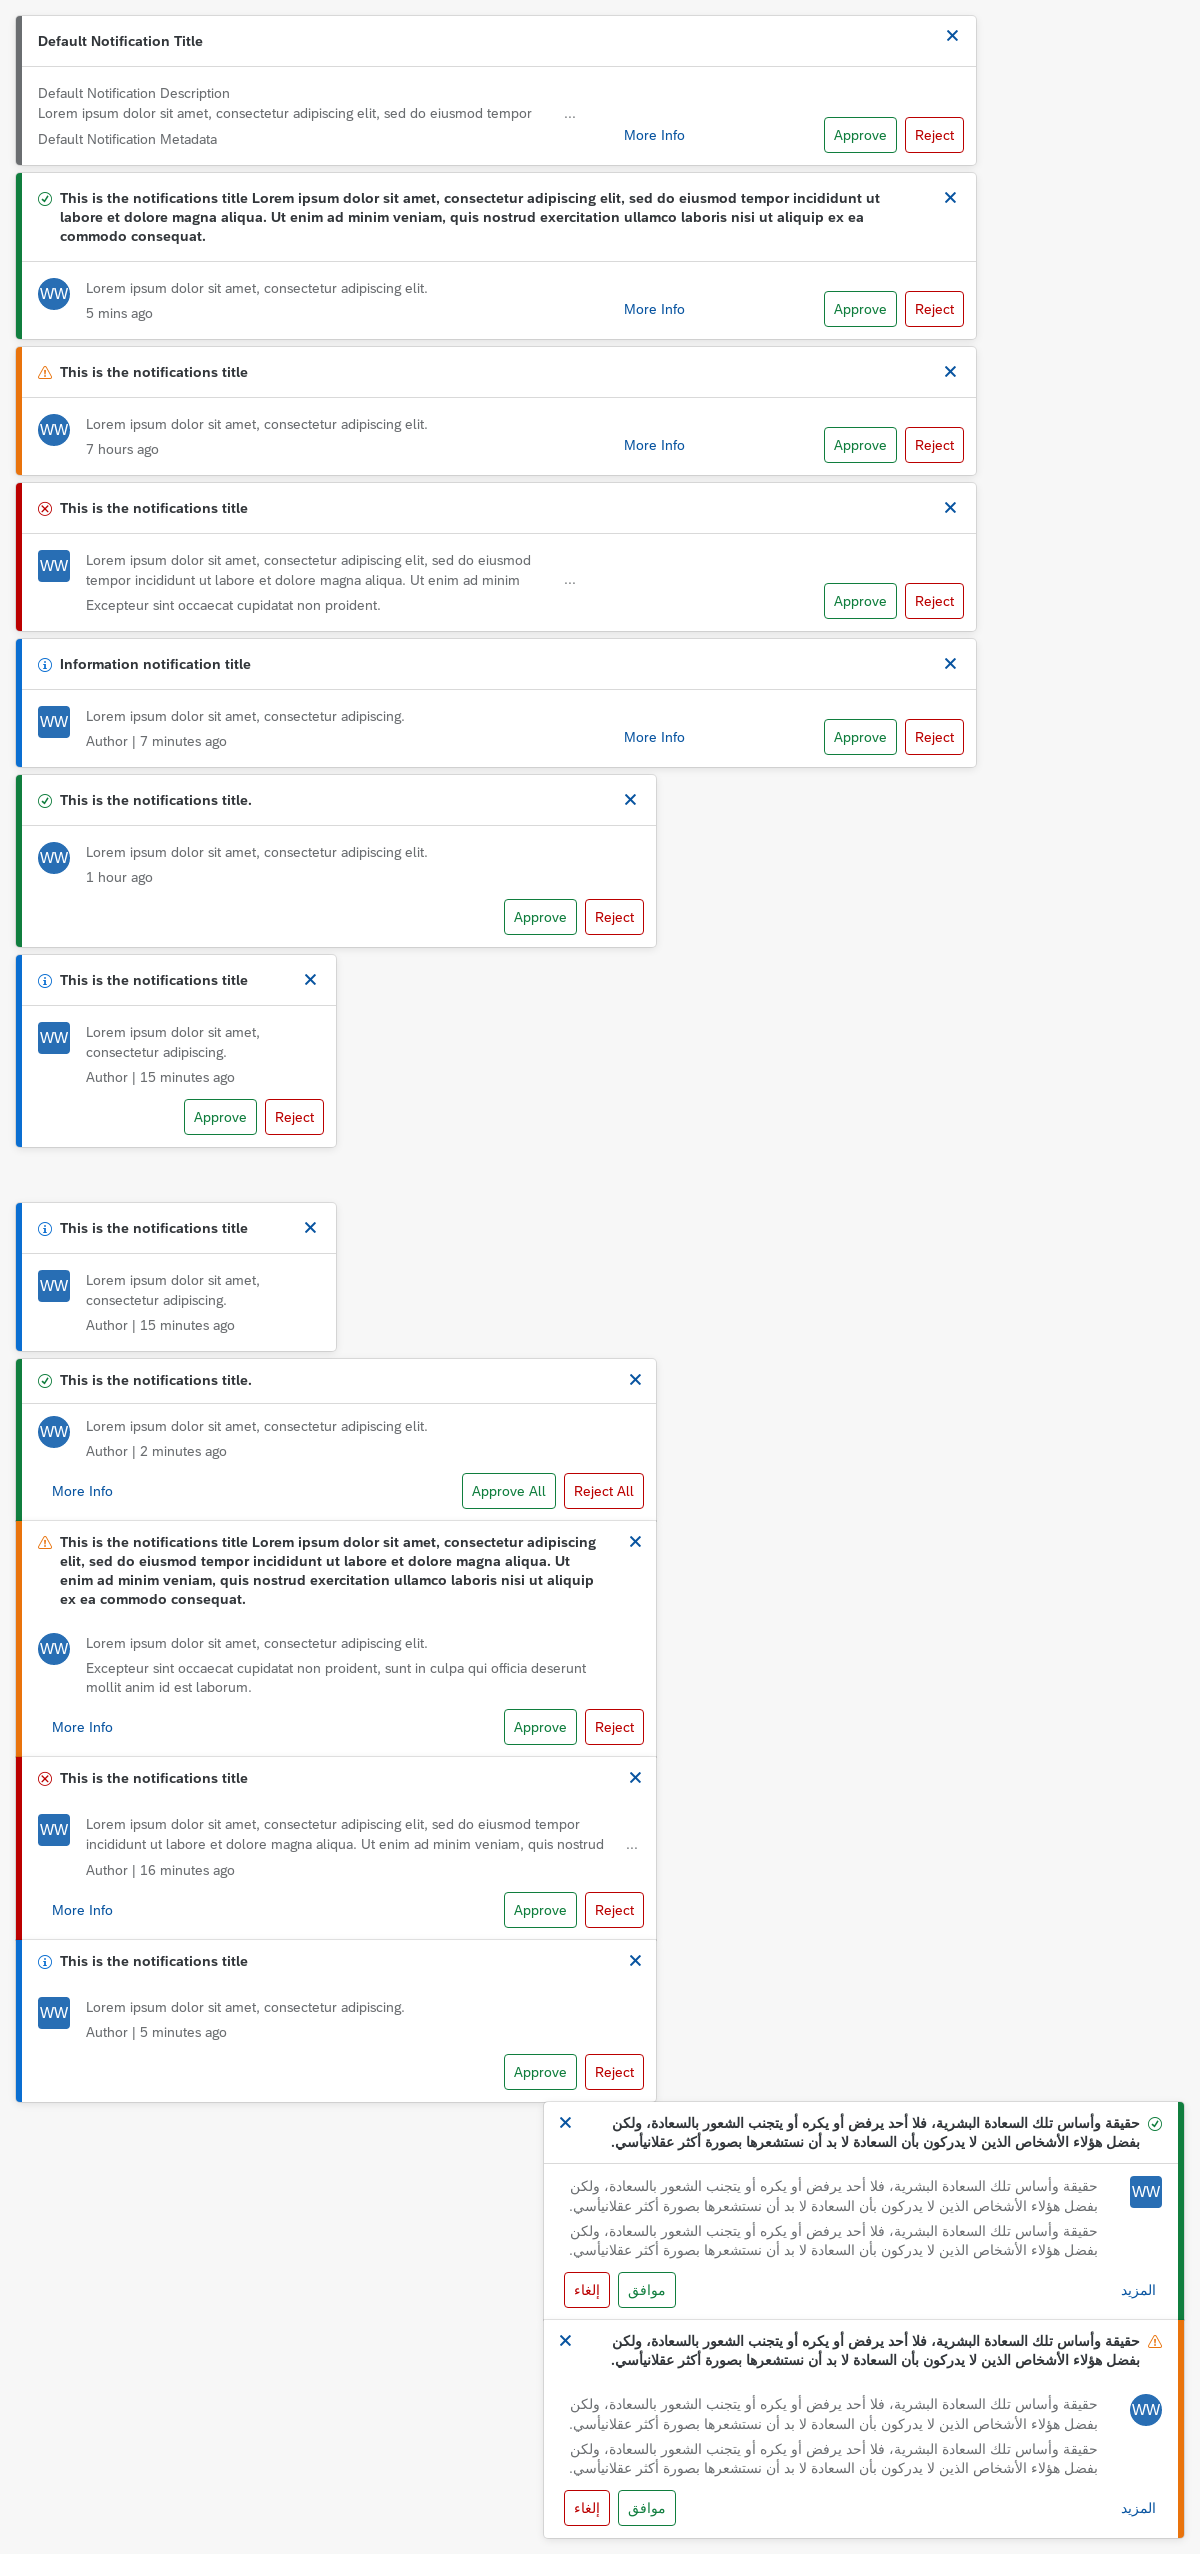 Default Notification Title
Default Notification Description
Lorem ipsum dolor sit amet, consectetur adipiscing elit, sed do eiusmod tempor ...
Default Notification Metadata
More Info Approve Reject
This is the notifications title Lorem ipsum dolor sit amet, consectetur adipiscing elit, sed do eiusmod tempor incididunt ut
labore et dolore magna aliqua. Ut enim ad minim veniam, quis nostrud exercitation ullamco laboris nisi ut aliquip ex ea
commodo consequat.
WW Lorem ipsum dolor sit amet, consectetur adipiscing elit.
5 mins ago
More Info Approve Reject
This is the notifications title
WW Lorem ipsum dolor sit amet, consectetur adipiscing elit.
7 hours ago
More Info Approve Reject
This is the notifications title
WW Lorem ipsum dolor sit amet, consectetur adipiscing elit, sed do eiusmod
tempor incididunt ut labore et dolore magna aliqua. Ut enim ad minim ...
Excepteur sint occaecat cupidatat non proident.
Approve Reject
Information notification title
WW Lorem ipsum dolor sit amet, consectetur adipiscing.
Author | 7 minutes ago
More Info Approve Reject
This is the notifications title.
WW Lorem ipsum dolor sit amet, consectetur adipiscing elit.
1 hour ago
Approve Reject
This is the notifications title
WW Lorem ipsum dolor sit amet,
consectetur adipiscing.
Author | 15 minutes ago
Approve Reject
This is the notifications title
WW Lorem ipsum dolor sit amet,
consectetur adipiscing.
Author | 15 minutes ago
This is the notifications title.
WW Lorem ipsum dolor sit amet, consectetur adipiscing elit.
Author | 2 minutes ago
More Info Approve All Reject All
This is the notifications title Lorem ipsum dolor sit amet, consectetur adipiscing
elit, sed do eiusmod tempor incididunt ut labore et dolore magna aliqua. Ut
enim ad minim veniam, quis nostrud exercitation ullamco laboris nisi ut aliquip
ex ea commodo consequat.
WW Lorem ipsum dolor sit amet, consectetur adipiscing elit.
Excepteur sint occaecat cupidatat non proident, sunt in culpa qui officia deserunt
mollit anim id est laborum.
More Info Approve Reject
This is the notifications title
WW Lorem ipsum dolor sit amet, consectetur adipiscing elit, sed do eiusmod tempor
incididunt ut labore et dolore magna aliqua. Ut enim ad minim veniam, quis nostrud ...
Author | 16 minutes ago
More Info Approve Reject
This is the notifications title
WW Lorem ipsum dolor sit amet, consectetur adipiscing.
Author | 5 minutes ago
Approve Reject
حقيقة وأساس تلك السعادة البشرية، فلا أحد يرفض أو يكره أو يتجنب الشعور بالسعادة، ولكن
بفضل هؤلاء الأشخاص الذين لا يدركون بأن السعادة لا بد أن نستشعرها بصورة أكثر عقلانيأسي.
WW حقيقة وأساس تلك السعادة البشرية، فلا أحد يرفض أو يكره أو يتجنب الشعور بالسعادة، ولكن
بفضل هؤلاء الأشخاص الذين لا يدركون بأن السعادة لا بد أن نستشعرها بصورة أكثر عقلانيأسي.
حقيقة وأساس تلك السعادة البشرية، فلا أحد يرفض أو يكره أو يتجنب الشعور بالسعادة، ولكن
بفضل هؤلاء الأشخاص الذين لا يدركون بأن السعادة لا بد أن نستشعرها بصورة أكثر عقلانيأسي.
المزيد موافق إلغاء
حقيقة وأساس تلك السعادة البشرية، فلا أحد يرفض أو يكره أو يتجنب الشعور بالسعادة، ولكن
بفضل هؤلاء الأشخاص الذين لا يدركون بأن السعادة لا بد أن نستشعرها بصورة أكثر عقلانيأسي.
WW حقيقة وأساس تلك السعادة البشرية، فلا أحد يرفض أو يكره أو يتجنب الشعور بالسعادة، ولكن
بفضل هؤلاء الأشخاص الذين لا يدركون بأن السعادة لا بد أن نستشعرها بصورة أكثر عقلانيأسي.
حقيقة وأساس تلك السعادة البشرية، فلا أحد يرفض أو يكره أو يتجنب الشعور بالسعادة، ولكن
بفضل هؤلاء الأشخاص الذين لا يدركون بأن السعادة لا بد أن نستشعرها بصورة أكثر عقلانيأسي.
المزيد موافق إلغاء